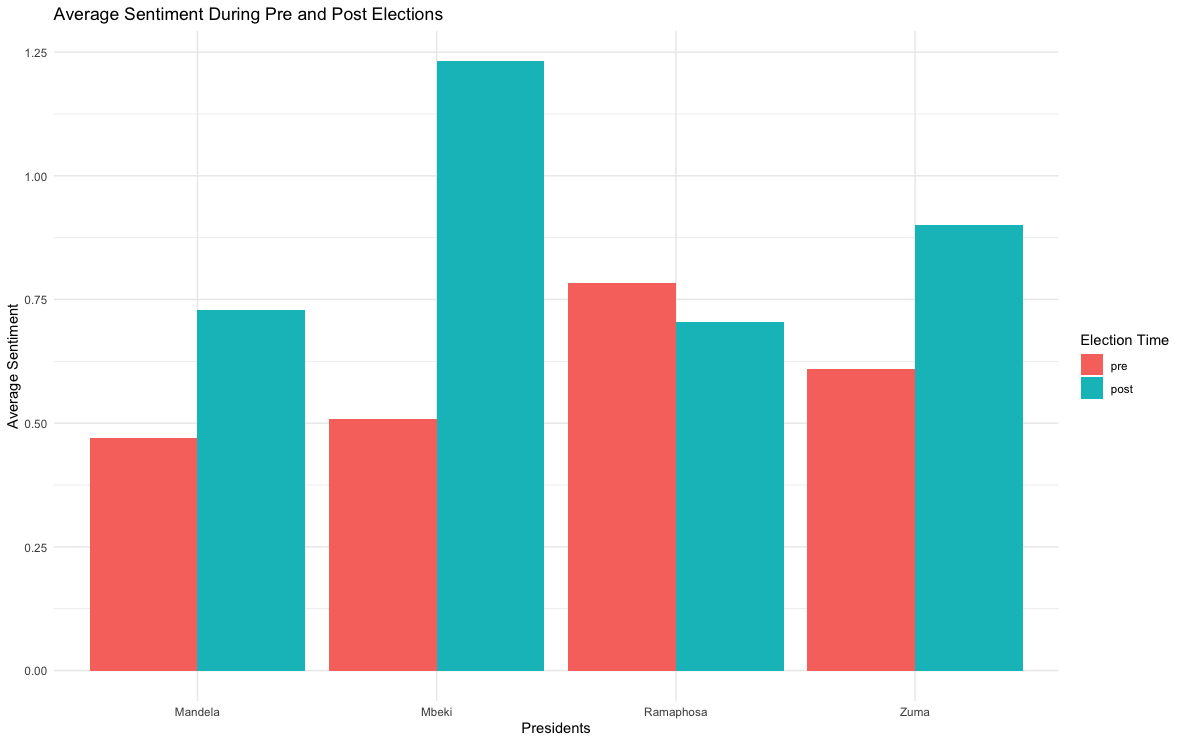 Average Sentiment During Pre and Post Elections
Average Sentiment
1.25
1.00
0.75
0.50
0.25
0.00
Mandela
Mbeki
Ramaphosa
Zuma
Presidents
Election Time
pre
post